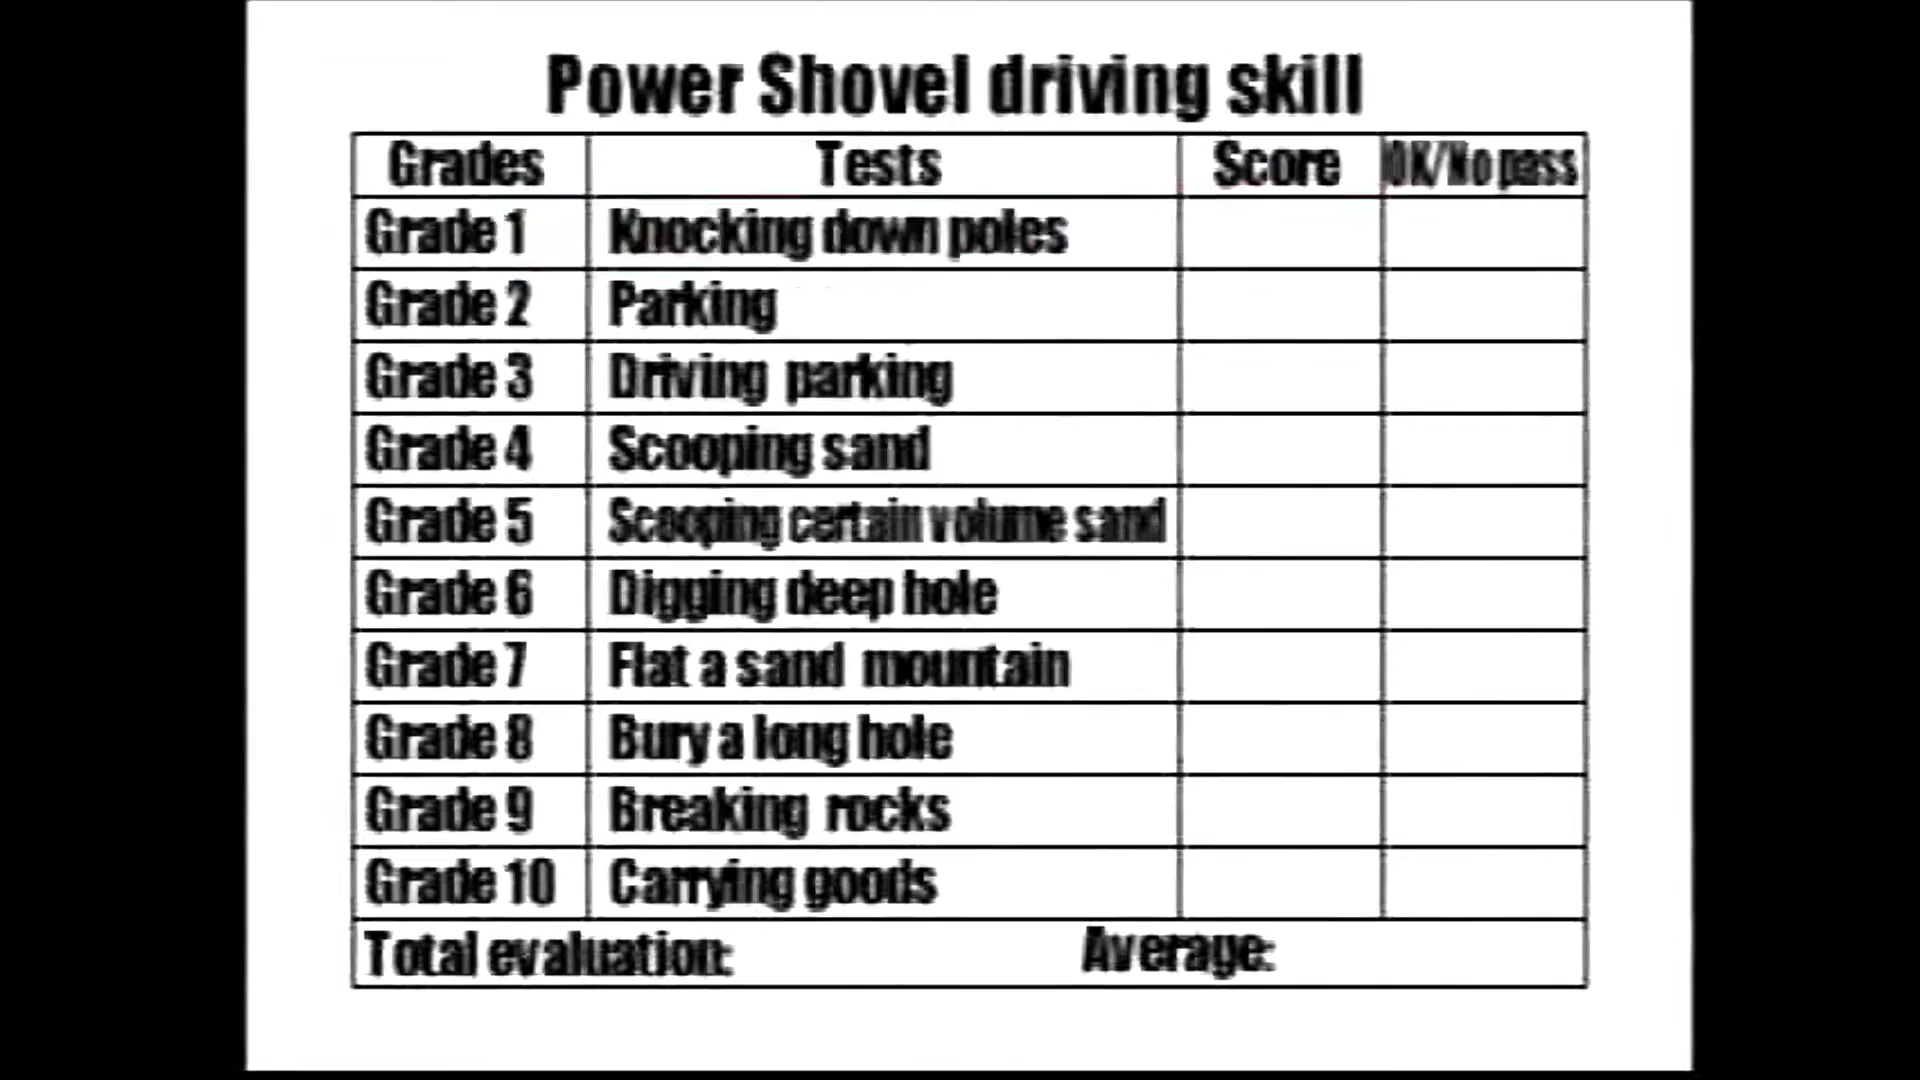 Power Shovel driving skill
Grades Tests Score OK/No pass
Grade 1 Knocking down poles
Grade 2 Parking
Grade 3 Driving parking
Grade 4 Scooping sand
Grade 5 Scooping certain volume sand
Grade 6 Digging deep hole
Grade 7 Flat a sand mountain
Grade 8 Bury a long hole
Grade 9 Breaking rocks
Grade 10 Carrying goods
Total evaluation: Average: